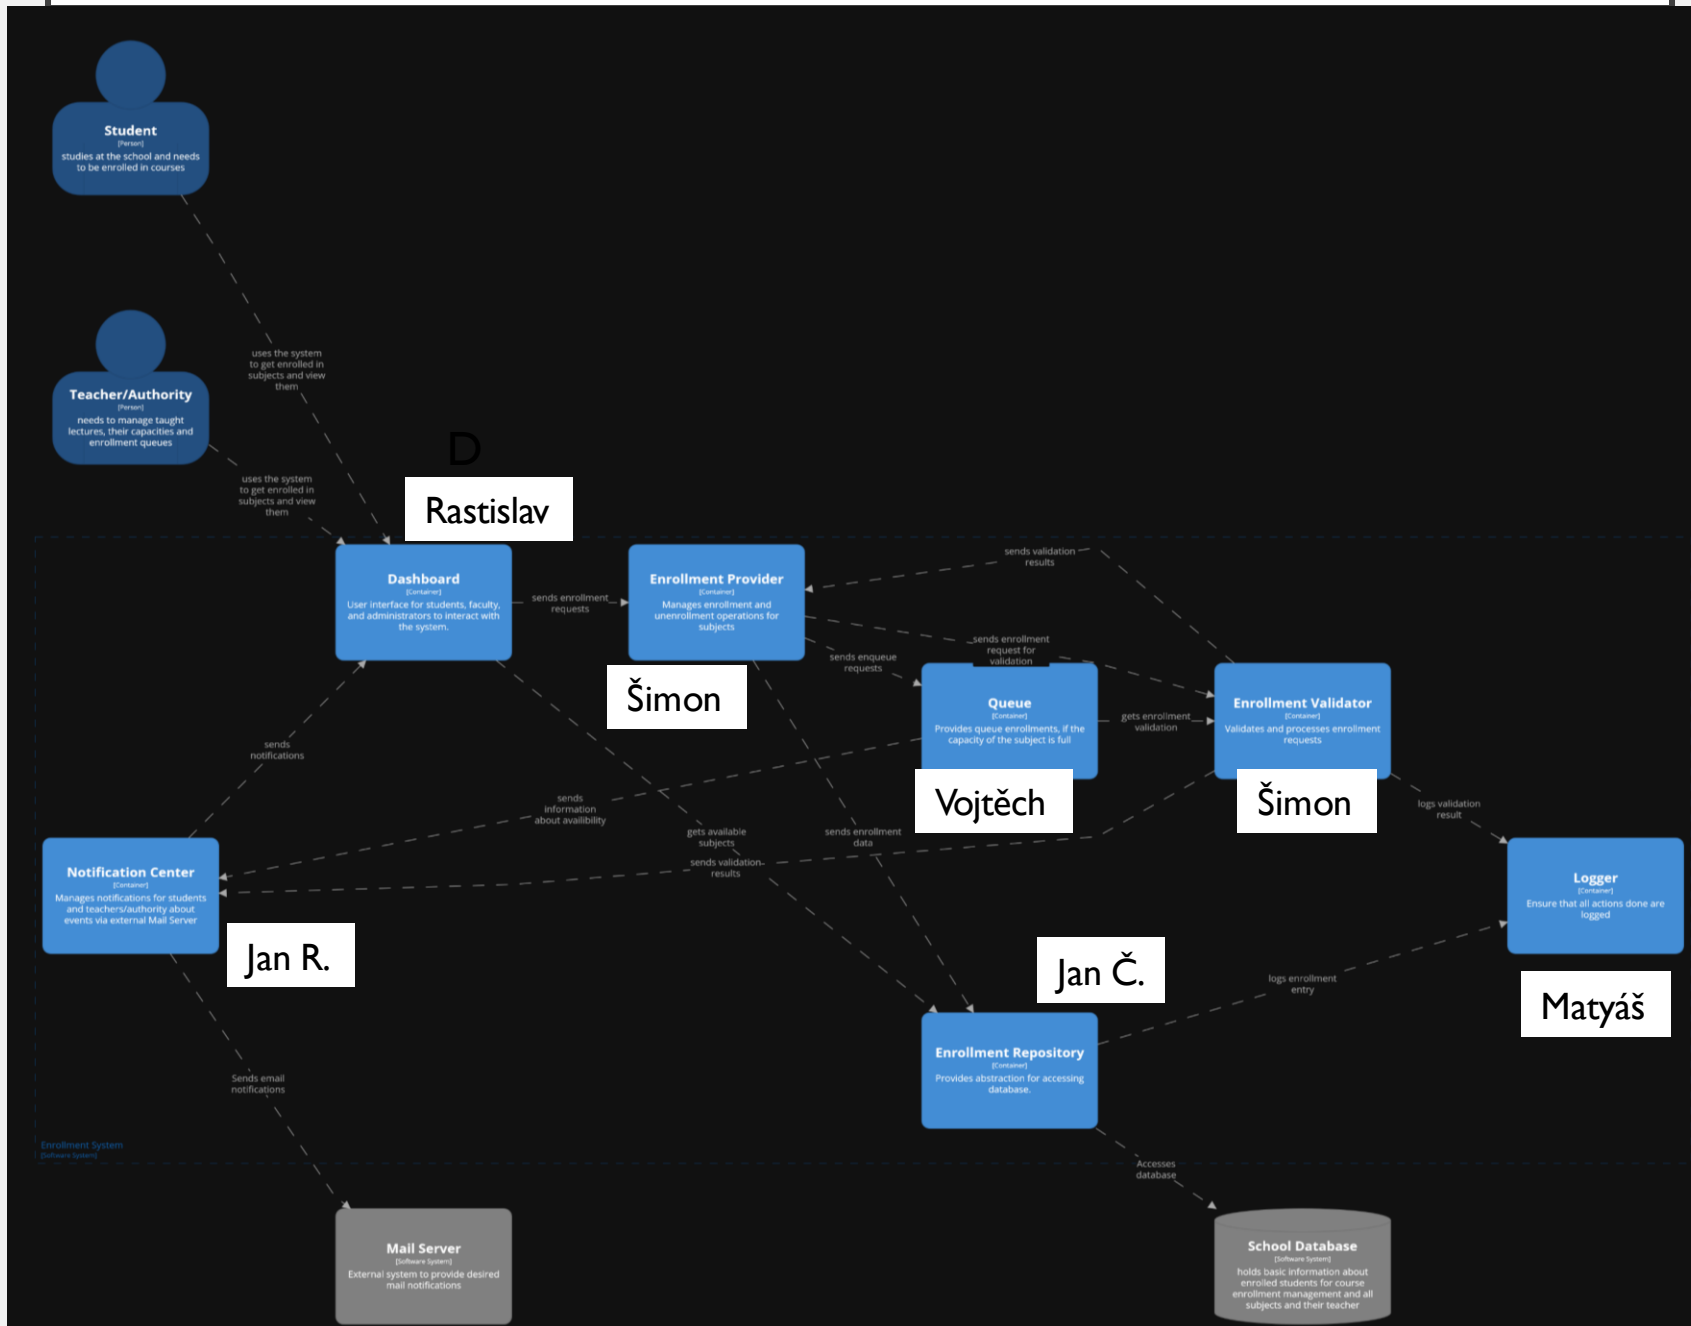 Student
[Person]
studies at the school and needs
to be enrolled in courses
Teacher/Authority
[Person]
needs to manage taught
lectures, their capacities and
enrollment queues
uses the system
to get enrolled in
subjects and view
them
uses the system
to get enrolled in
subjects and view
them
D
Rastislav
Dashboard
[Container]
User interface for students, faculty,
and administrators to interact with
the system.
sends enrollment
requests
Enrollment Provider
[Container]
Manages enrollment and
unenrollment operations for
subjects
Šimon
sends validation
results
sends enrollment
request for
validation
sends enqueue
requests
Queue
[Container]
Provides queue enrollments, if the
capacity of the subject is full
Vojtěch
gets enrollment
validation
Enrollment Validator
[Container]
Validates and processes enrollment
requests
Šimon
sends
notifications
sends
information
about availibility
gets available
subjects
sends validation
results
sends enrollment
data
logs validation
result
Notification Center
[Container]
Manages notifications for students
and teachers/authority about
events via external Mail Server
Jan R.
Logger
[Container]
Ensure that all actions done are
logged
Matyáš
Jan Č.
Enrollment Repository
[Container]
Provides abstraction for accessing
database.
logs enrollment
entry
Sends email
notifications
Enrollment System
[Software System]
Accesses
database
Mail Server
[Software System]
External system to provide desired
mail notifications
School Database
[Software System]
holds basic information about
enrolled students for course
enrollment management and all
subjects and their teacher